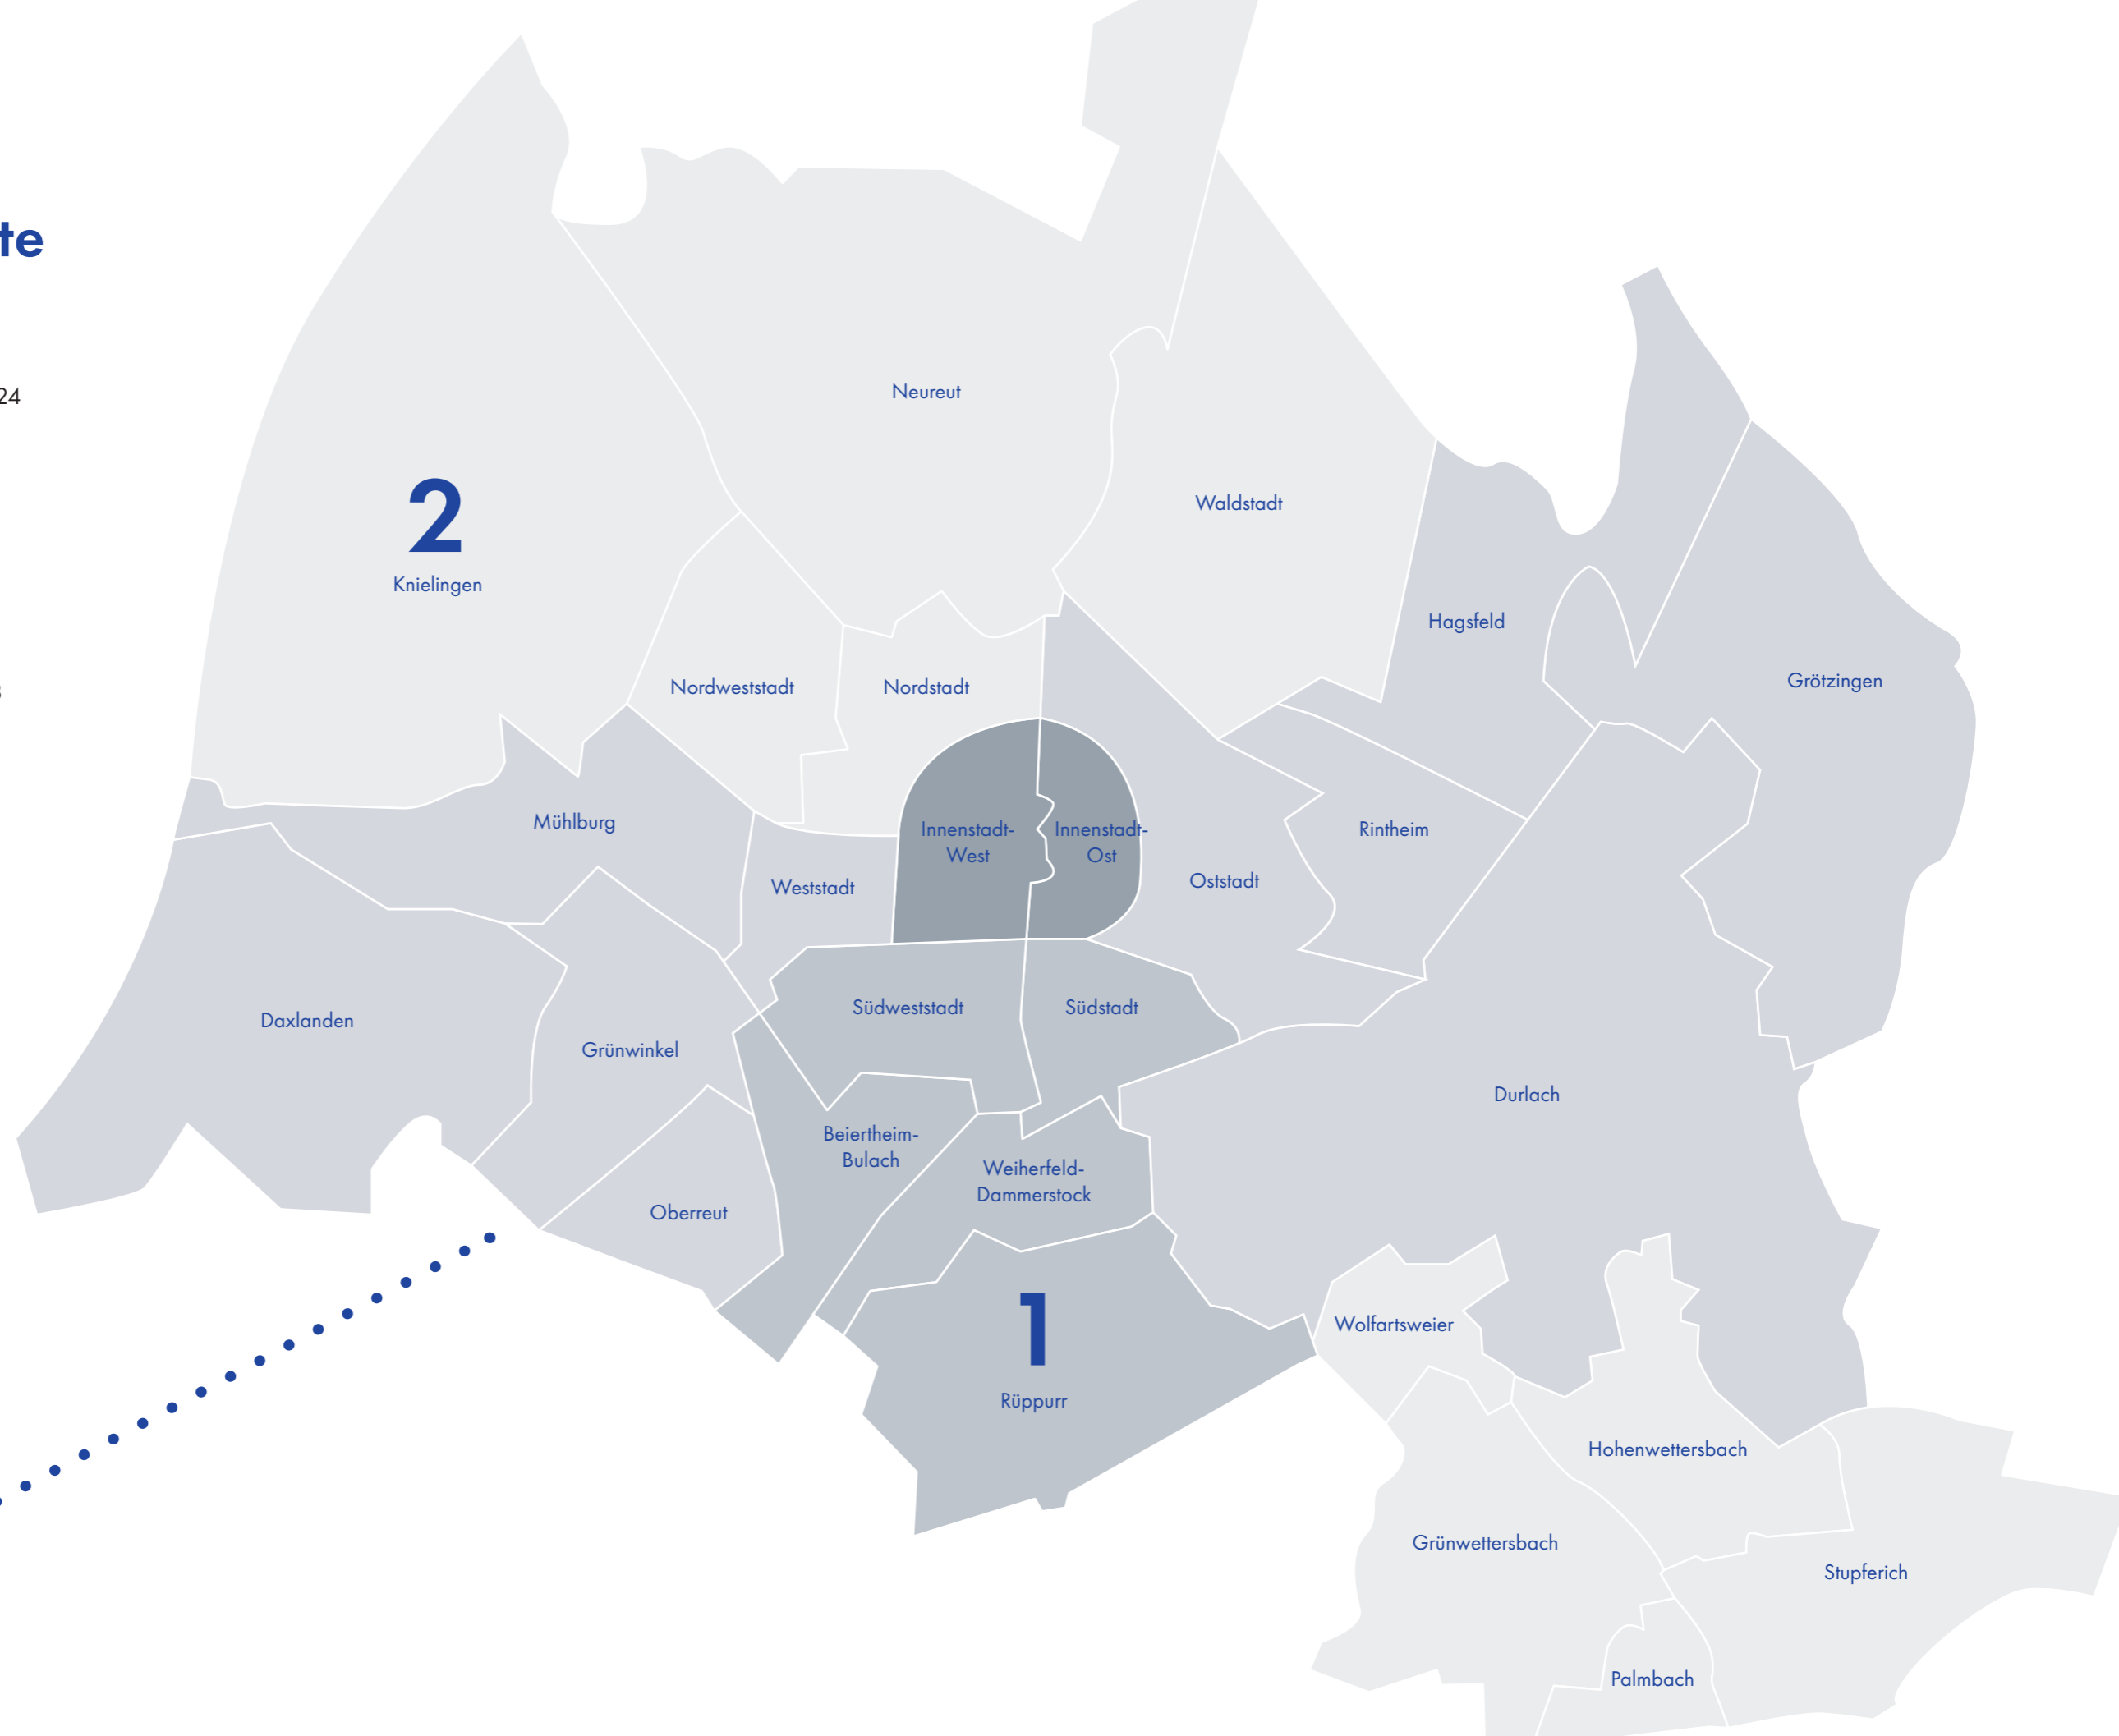 te
24
Neureut
Waldstadt
2
Knielingen
Hagsfeld
Grötzingen
Nordweststadt
Nordstadt
Mühlburg
Innenstadt-
West
Innenstadt-
Ost
Rintheim
Weststadt
Oststadt
Daxlanden
Südweststadt
Südstadt
Grünwinkel
Durlach
Beiertheim-
Bulach
Weiherfeld-
Dammerstock
Oberreut
1
Rüppurr
Wolfartsweier
Hohenwettersbach
Grünwettersbach
Stupferich
Palmbach